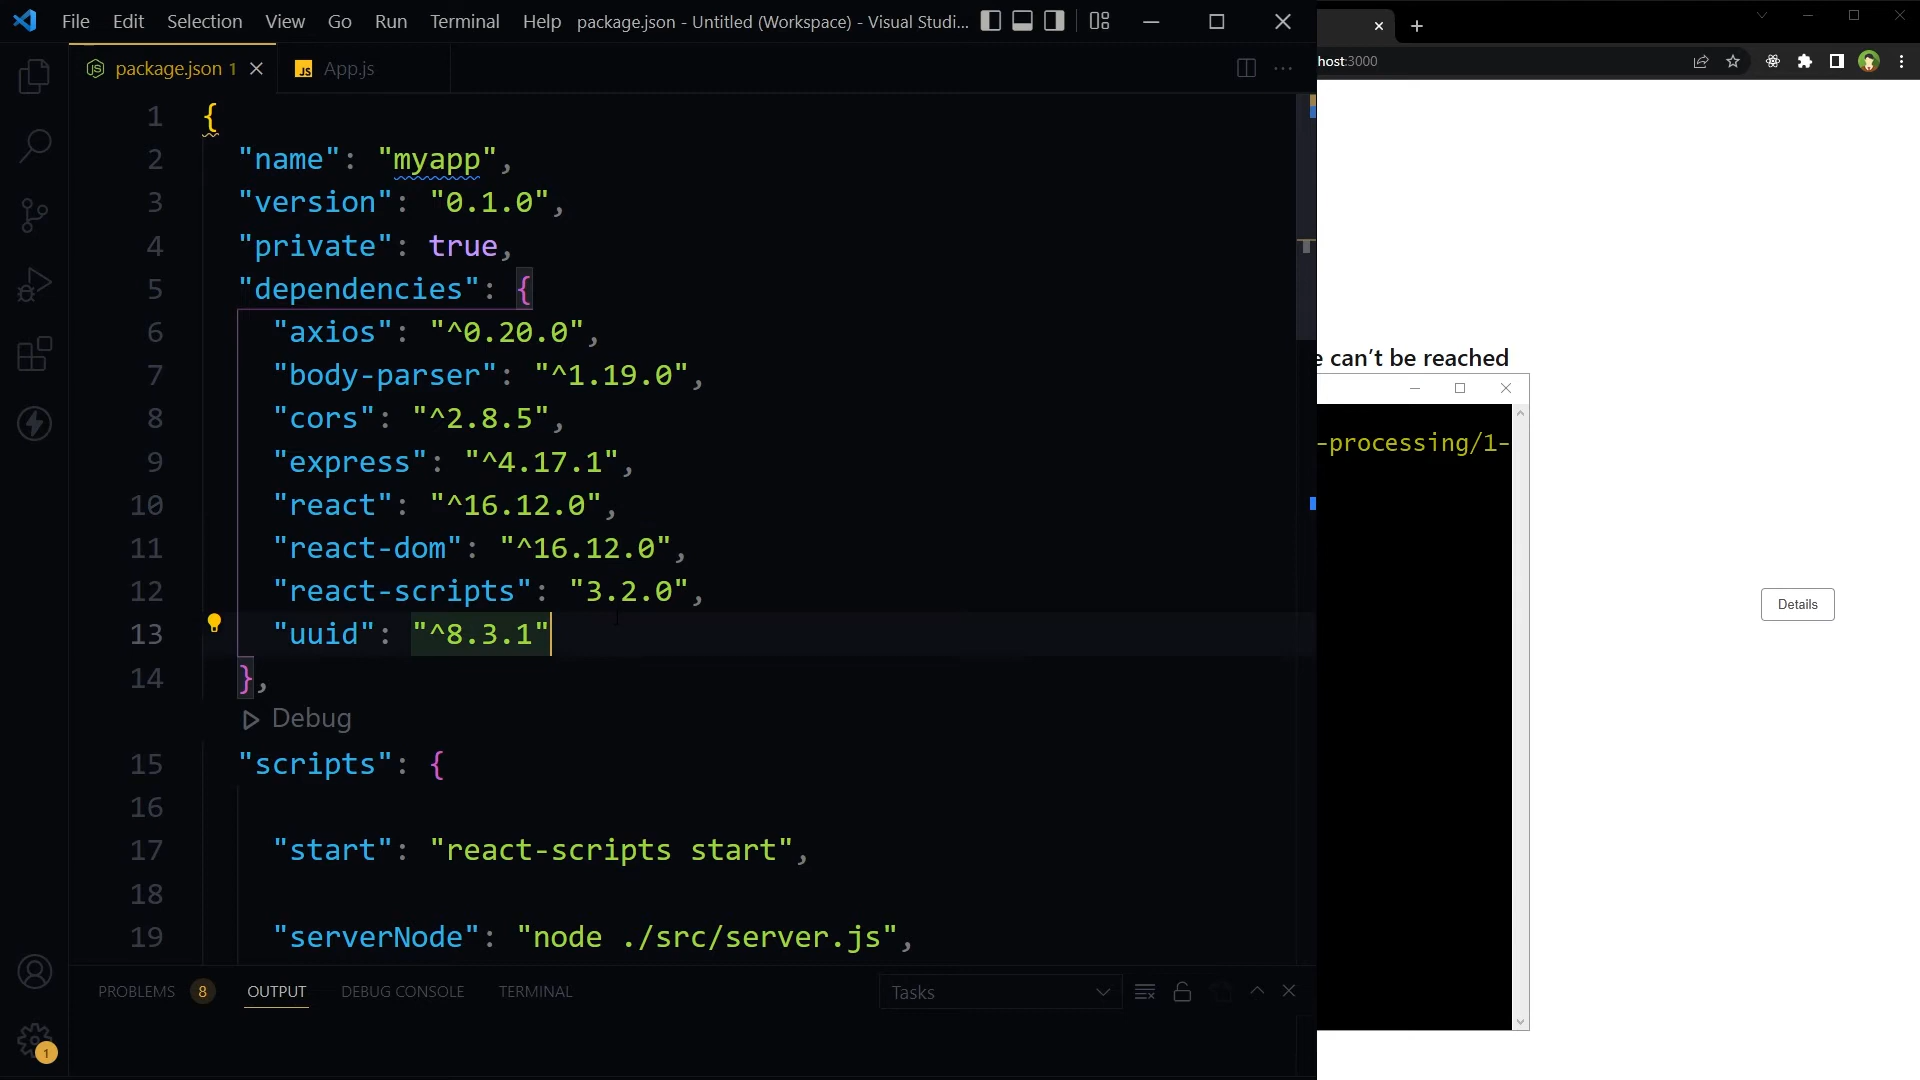 File Edit Selection View Go Run Terminal Help package.json - Untitled (Workspace) - Visual Studi...
package.json 1 App.js
1 {
2 "name": "myapp",
3 "version": "0.1.0",
4 "private": true,
5 "dependencies": {
6 "axios": "^0.20.0",
7 "body-parser": "^1.19.0",
8 "cors": "^2.8.5",
9 "express": "^4.17.1",
10 "react": "^16.12.0",
11 "react-dom": "^16.12.0",
12 "react-scripts": "3.2.0",
13 "uuid": "^8.3.1"
14 },
Debug
15 "scripts": {
16
17 "start": "react-scripts start",
18
19 "serverNode": "node ./src/server.js",
PROBLEMS 8 OUTPUT DEBUG CONSOLE TERMINAL Tasks
1
host:3000
e can't be reached
-processing/1-
Details